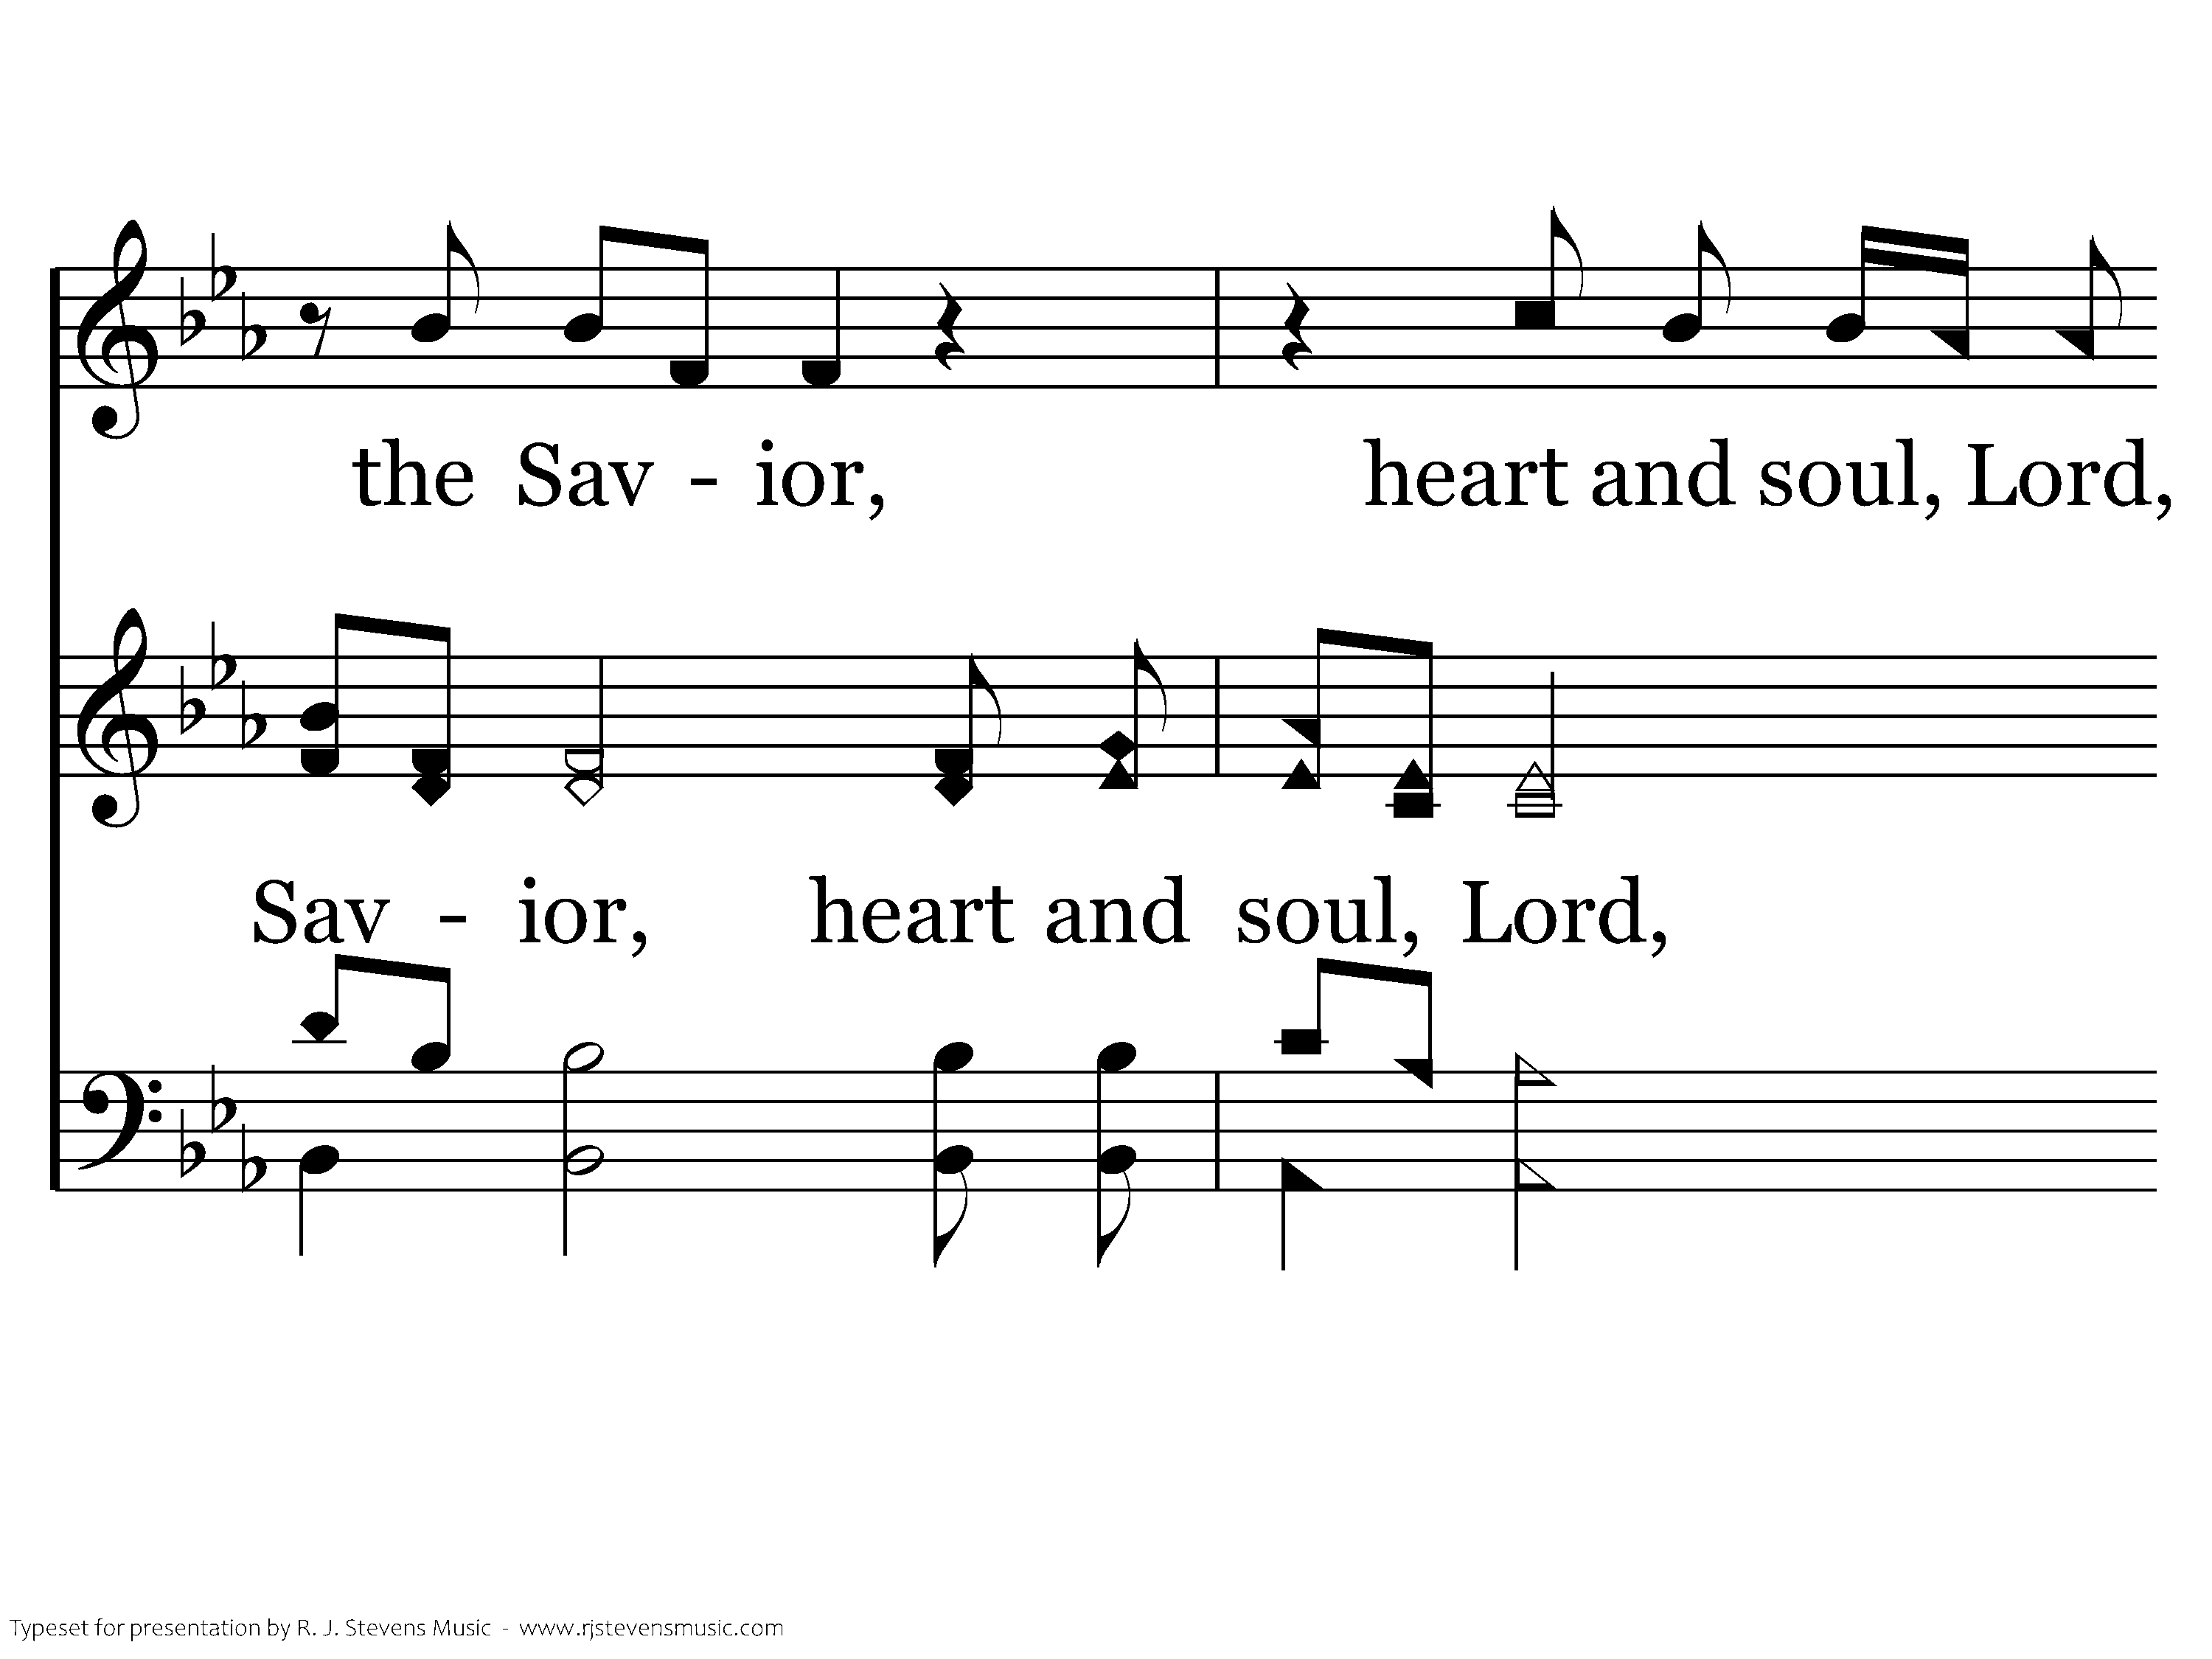 the Sav - ior, heart and soul, Lord,
Sav - ior, heart and soul, Lord,
Typeset for presentation by R. J. Stevens Music - www.rjstevensmusic.com